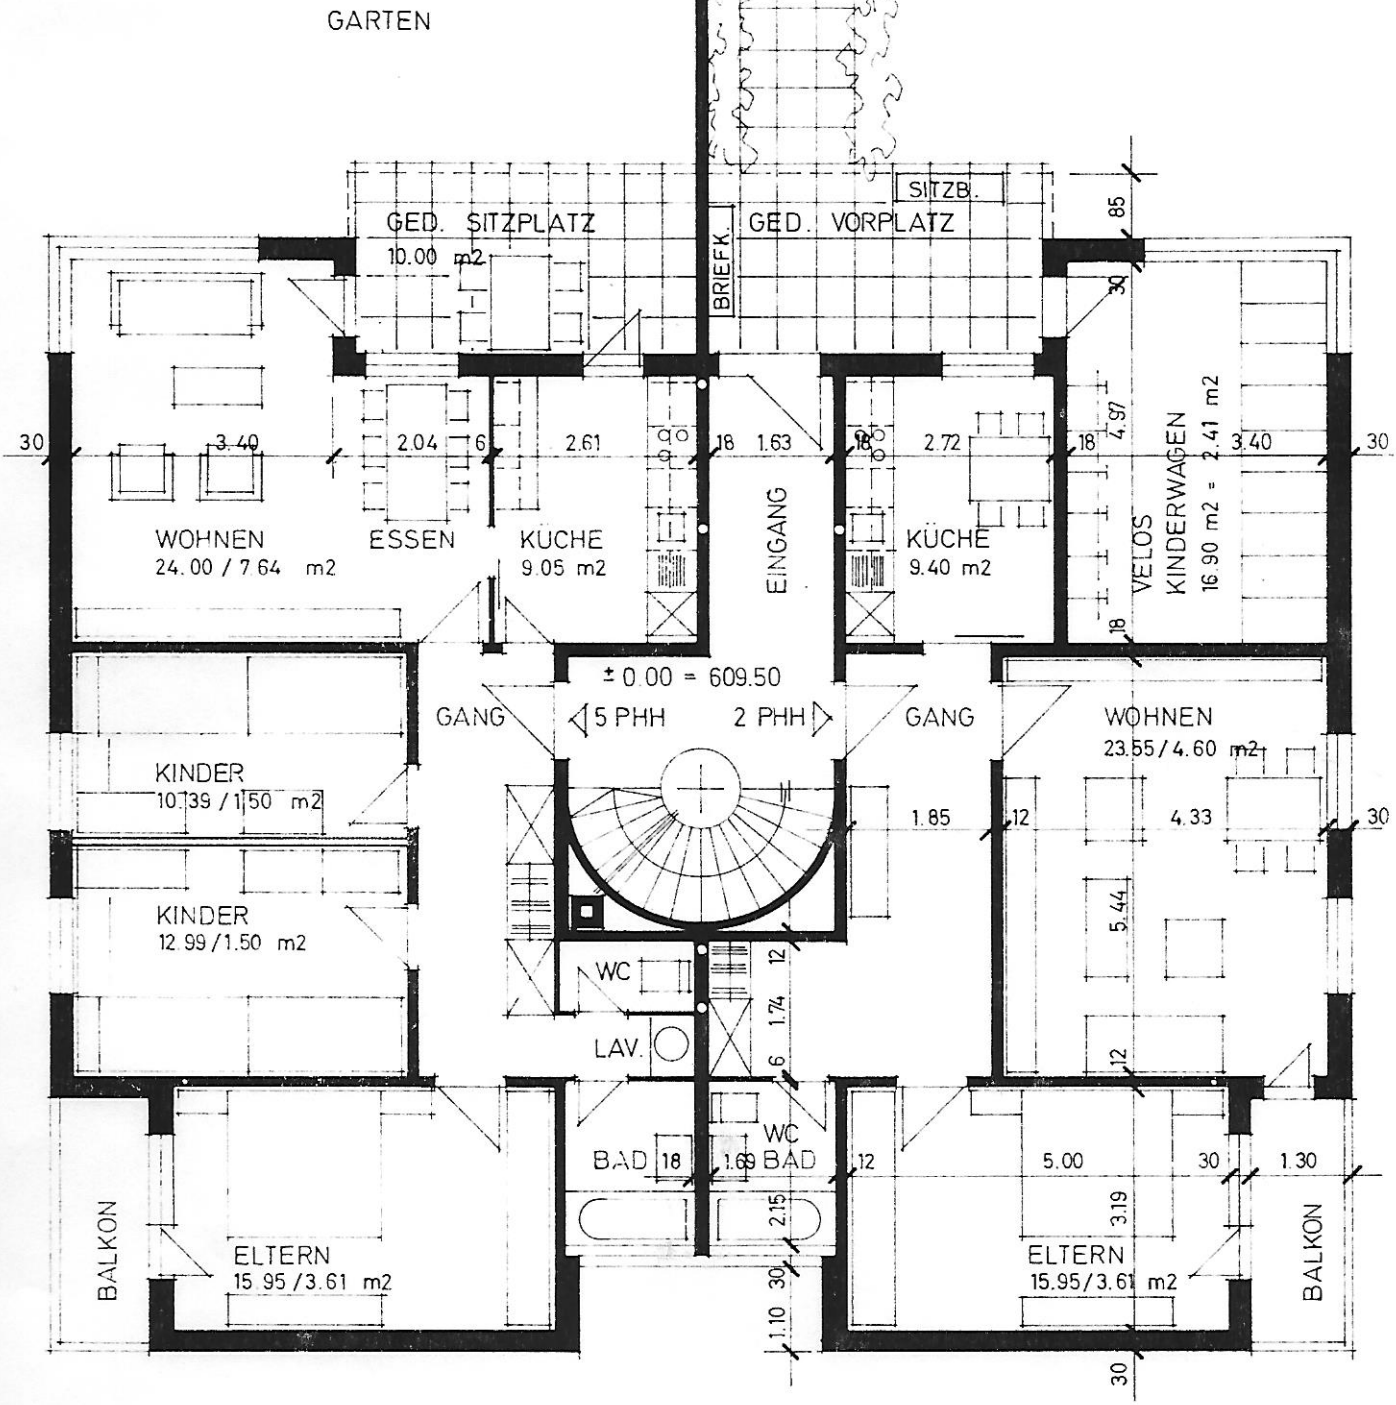 GARTEN
SITZB.
85
GED. SITZPLATZ
10.00 m2
BRIEFK.
GED. VORPLATZ
30
4.97
30
3.40
2.04
6
2.61
18
1.63
18
2.72
18
3.40
30
WOHNEN
24.00 / 7.64 m2
ESSEN
KÜCHE
9.05 m2
EINGANG
KÜCHE
9.40 m2
VELOS
KINDERWAGEN
16.90 m2 = 2.41 m2
18
± 0.00 = 609.50
GANG
5 PHH
2 PHH
GANG
WOHNEN
23.55/4.60 m2
KINDER
10.39 /1.50 m2
1.85
12
4.33
30
KINDER
12.99/1.50 m2
5.44
WC
12
1.74
LAV.
6
12
BAD
18
1.69
WC
BAD
12
5.00
30
1.30
2.15
3.19
BALKON
ELTERN
15.95/3.61 m2
ELTERN
15.95/3.61 m2
BALKON
30
1.10
30